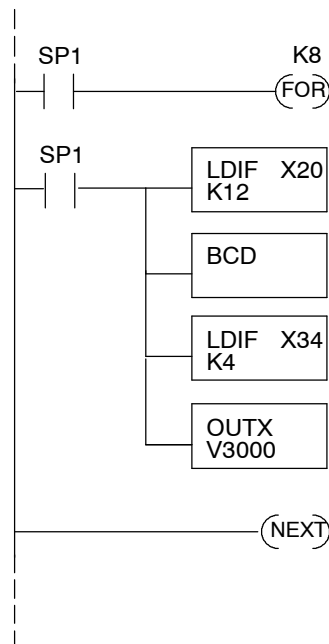 SP1
K8
FOR
SP1
LDIF X20
K12
BCD
LDIF X34
K4
OUTX
V3000
NEXT